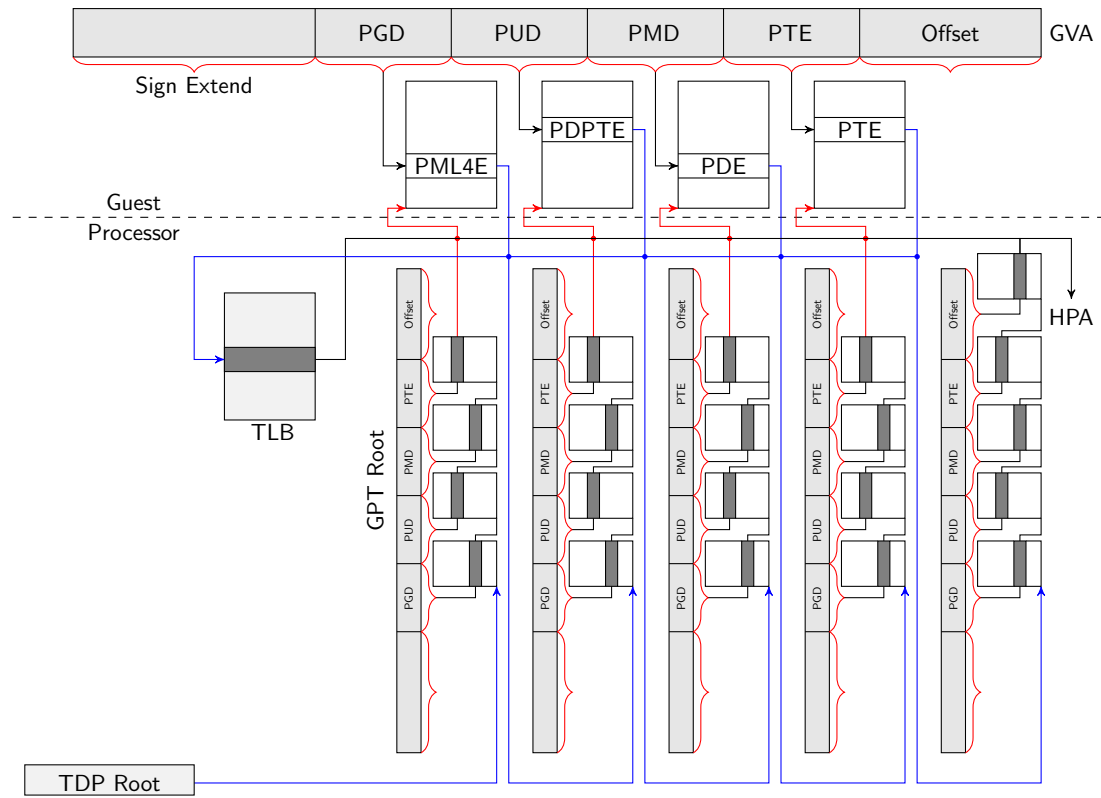 PGD PUD PMD PTE Offset GVA
Sign Extend
PDPTE PTE
PML4E PDE
Guest
Processor
HPA
TLB
GPT Root
Offset PTE PMD PUD PGD
Offset PTE PMD PUD PGD
Offset PTE PMD PUD PGD
Offset PTE PMD PUD PGD
Offset PTE PMD PUD PGD
TDP Root